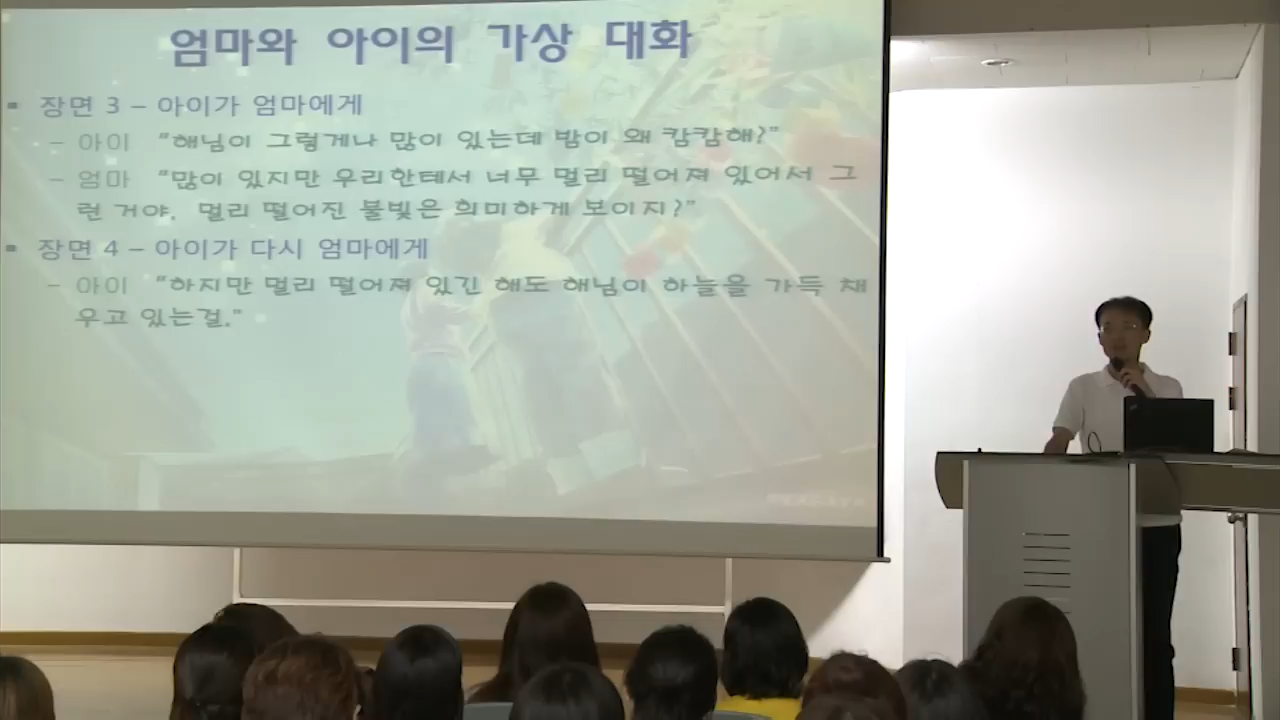 엄마와 아이의 가상 대화
▪ 장면 3 – 아이가 엄마에게
– 아이 “해님이 그렇게나 많이 있는데 밤이 왜 캄캄해?”
– 엄마 “많이 있지만 우리한테서 너무 멀리 떨어져 있어서 그
런 거야. 멀리 떨어진 불빛은 희미하게 보이지?”
▪ 장면 4 – 아이가 다시 엄마에게
– 아이 “하지만 멀리 떨어져 있긴 해도 해님이 하늘을 가득 채
우고 있는걸.”